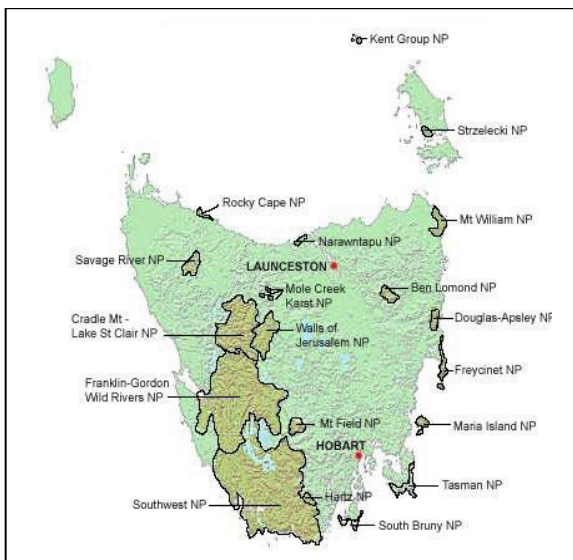 Kent Group NP
Strzelecki NP
Rocky Cape NP
Mt William NP
Narawntapu NP
Savage River NP
LAUNCESTON
Mole Creek
Karst NP
Ben Lomond NP
Cradle Mt -
Lake St Clair NP
Walls of
Jerusalem NP
Douglas-Apsley NP
Freycinet NP
Franklin-Gordon
Wild Rivers NP
Mt Field NP
Maria Island NP
HOBART
Tasman NP
Hartz NP
Southwest NP
South Bruny NP